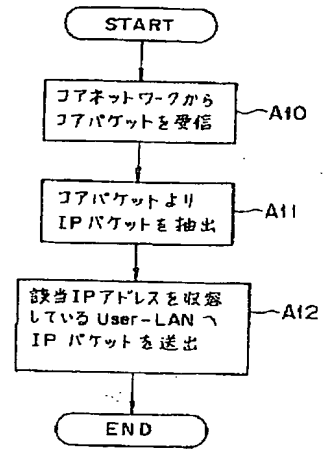 START
コアネットワークから
コアパケットを受信
A10
コアパケットより
IPパケットを抽出
A11
該当IPアドレスを収容
しているUser-LANへ
IPパケットを送出
A12
END